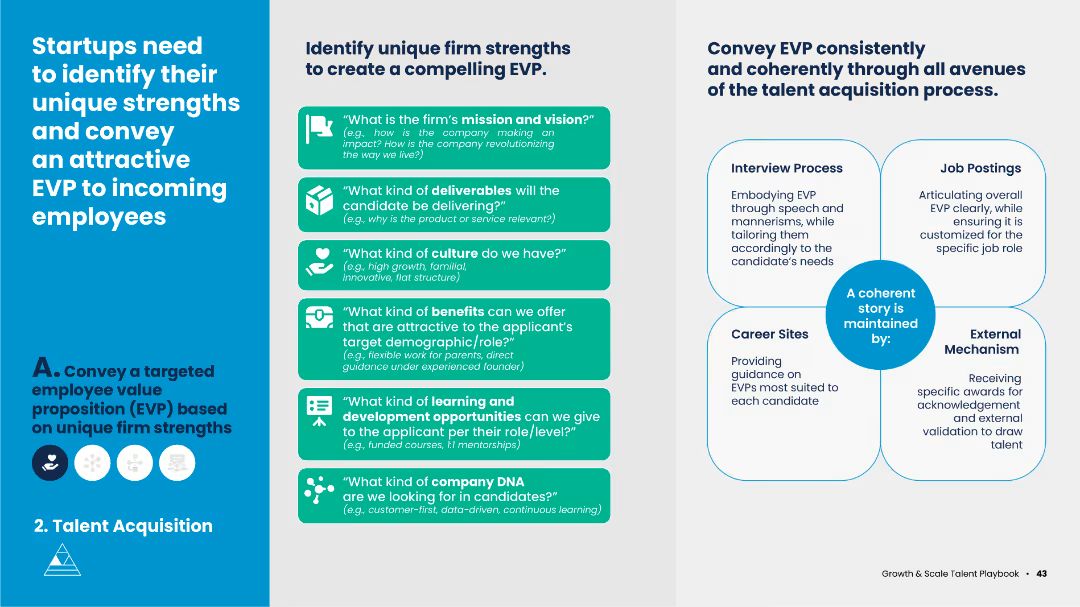 Startups need
to identify their
unique strengths
and convey
an attractive
EVP to incoming
employees
A. Convey a targeted
employee value
proposition (EVP) based
on unique firm strengths
2. Talent Acquisition
Identify unique firm strengths
to create a compelling EVP.
“What is the firm’s mission and vision?”
(e.g., how is the company making an
impact? How is the company revolutionizing
the way we live?)
“What kind of deliverables will the
candidate be delivering?”
(e.g., why is the product or service relevant?)
“What kind of culture do we have?”
(e.g., high growth, familial,
innovative, flat structure)
“What kind of benefits can we offer
that are attractive to the applicant’s
target demographic/role?”
(e.g., flexible work for parents, direct
guidance under experienced founder)
“What kind of learning and
development opportunities can we give
to the applicant per their role/level?”
(e.g., funded courses, 1:1 mentorships)
“What kind of company DNA
are we looking for in candidates?”
(e.g., customer-first, data-driven, continuous learning)
Convey EVP consistently
and coherently through all avenues
of the talent acquisition process.
Interview Process
Embodying EVP
through speech and
mannerisms, while
tailoring them
accordingly to the
candidate’s needs
Job Postings
Articulating overall
EVP clearly, while
ensuring it is
customized for the
specific job role
A coherent
story is
maintained
by:
Career Sites
Providing
guidance on
EVPs most suited to
each candidate
External
Mechanism
Receiving
specific awards for
acknowledgement
and external
validation to draw
talent
Growth & Scale Talent Playbook • 43